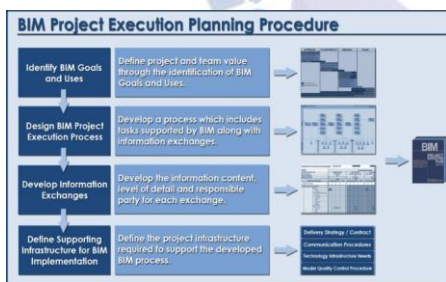 BIM Project Execution Planning Procedure
Identify BIM Goals
and Uses
Define project and team value
through the identification of BIM
Goals and Uses.
Design BIM Project
Execution Process
Develop a process which includes
tasks supported by BIM along with
information exchanges.
Develop Information
Exchanges
Develop the information content,
level of detail and responsible
party for each exchange.
Define Supporting
Infrastructure for BIM
Implementation
Define the project infrastructure
required to support the developed
BIM process.
Delivery Strategy / Contract
Communication Procedures
Technology Infrastructure Needs
Model Quality Control Procedure
BIM